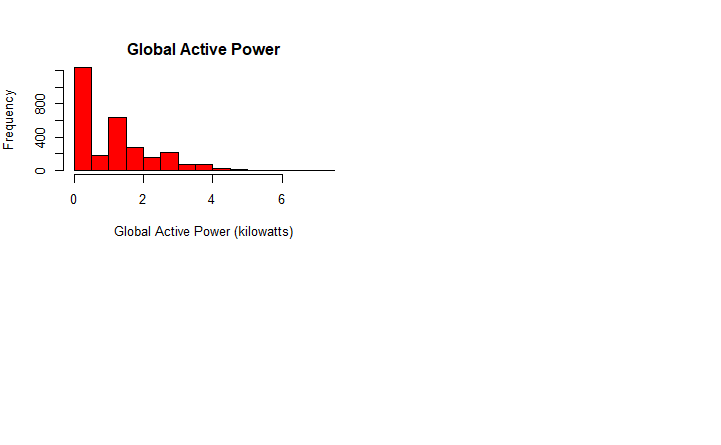 Global Active Power
Frequency
800
400
0
0 2 4 6
Global Active Power (kilowatts)